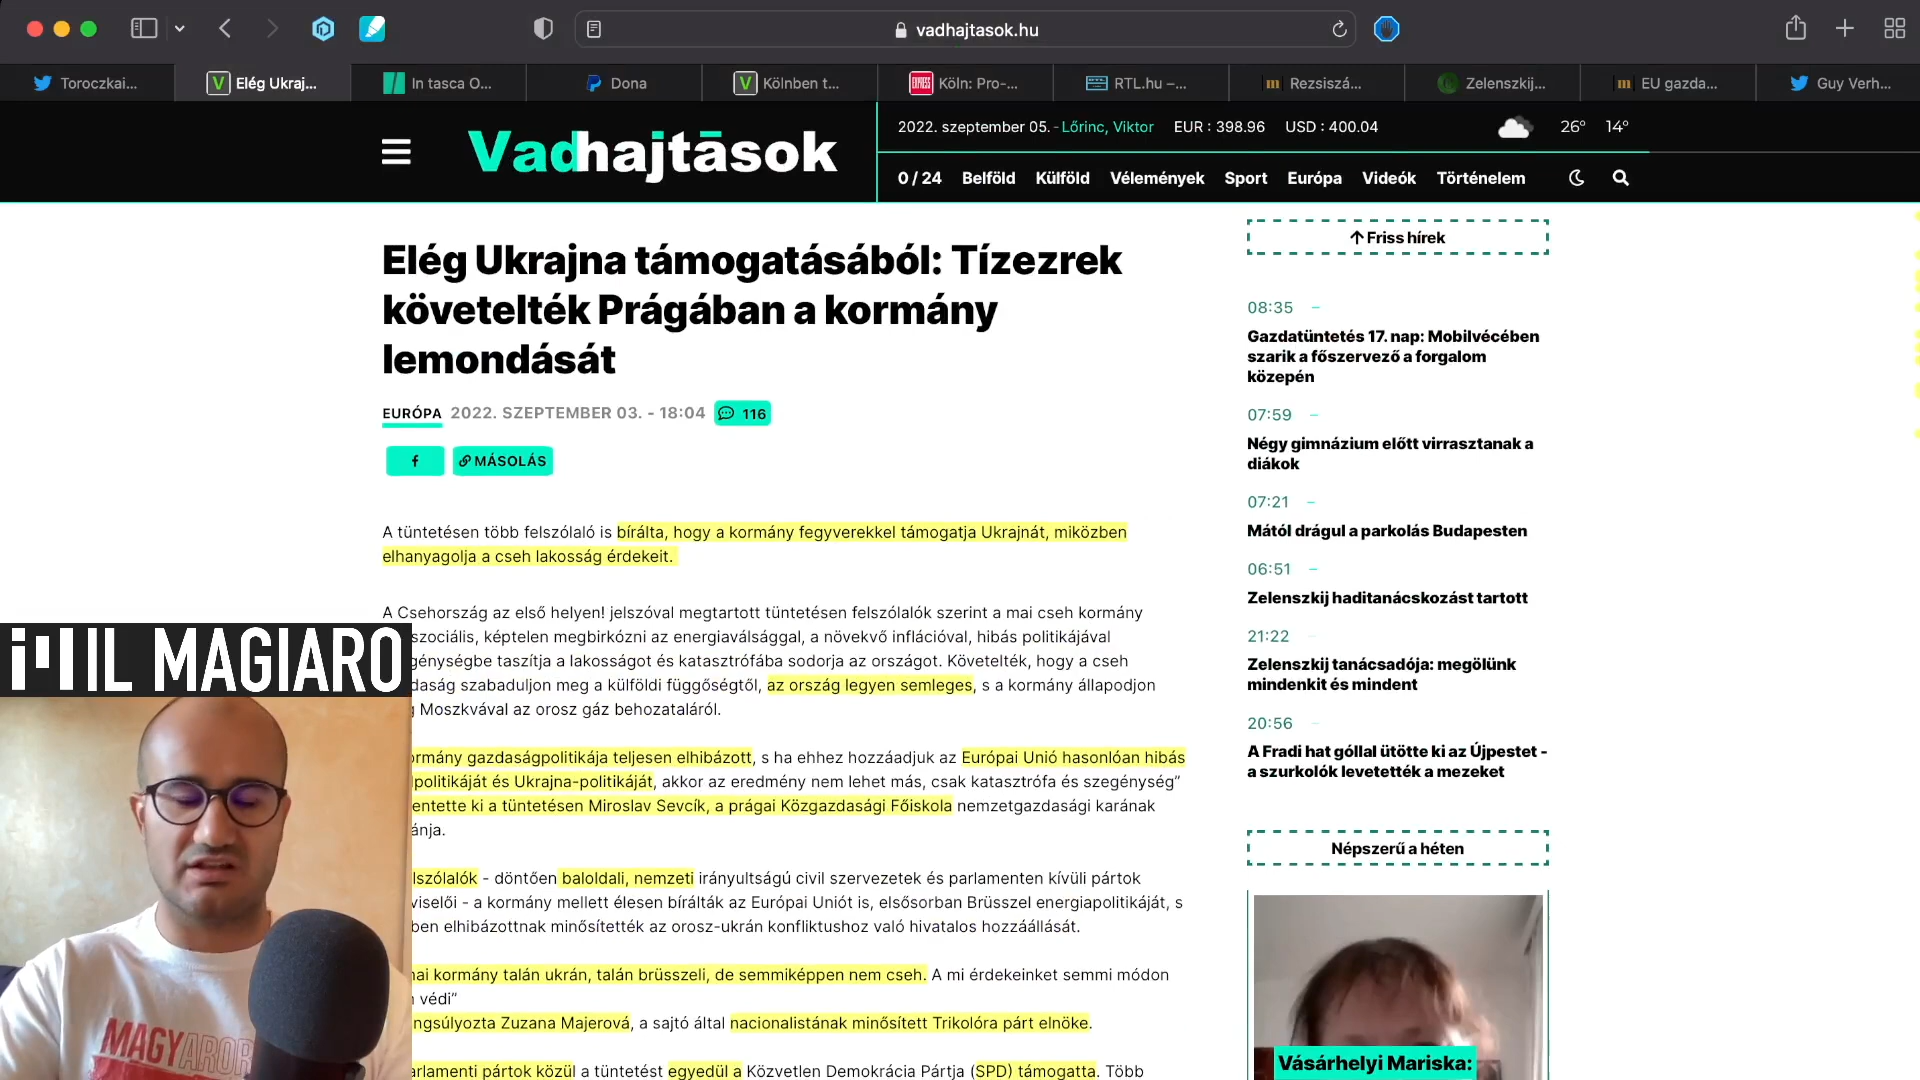 vadhajtasok.hu
Toroczkai...
Elég Ukraj...
In tasca O...
Dona
Kölnben t...
EXPRESS
Köln: Pro-...
RTL.hu –...
Rezsiszá...
Zelenszkij...
EU gazda...
Guy Verh...
Vadhajtāsok
2022. szeptember 05. - Lőrinc, Viktor EUR : 398.96 USD : 400.04
26° 14°
0 / 24 Belföld Külföld Vélemények Sport Európa Videók Történelem
Elég Ukrajna támogatásából: Tízezrek
követelték Prágában a kormány
lemondását
EURÓPA 2022. SZEPTEMBER 03. - 18:04 116
f MÁSOLÁS
A tüntetésen több felszólaló is bírálta, hogy a kormány fegyverekkel támogatja Ukrajnát, miközben
elhanyagolja a cseh lakosság érdekeit.
A Csehország az első helyen! jelszóval megtartott tüntetésen felszólalók szerint a mai cseh kormány
szociális, képtelen megbirkózni az energiaválsággal, a növekvő inflációval, hibás politikájával
génységbe taszítja a lakosságot és katasztrófába sodorja az országot. Követelték, hogy a cseh
daság szabaduljon meg a külföldi függőségtől, az ország legyen semleges, s a kormány állapodjon
g Moszkvával az orosz gáz behozataláról.
ormány gazdaságpolitikája teljesen elhibázott, s ha ehhez hozzáadjuk az Európai Unió hasonlóan hibás
politikáját és Ukrajna-politikáját, akkor az eredmény nem lehet más, csak katasztrófa és szegénység”
entette ki a tüntetésen Miroslav Sevcík, a prágai Közgazdasági Főiskola nemzetgazdasági karának
ánja.
lszólalók - döntően baloldali, nemzeti irányultságú civil szervezetek és parlamenten kívüli pártok
viselői - a kormány mellett élesen bírálták az Európai Uniót is, elsősorban Brüsszel energiapolitikáját, s
ben elhibázottnak minősítették az orosz-ukrán konfliktushoz való hivatalos hozzáállását.
nai kormány talán ukrán, talán brüsszeli, de semmiképpen nem cseh. A mi érdekeinket semmi módon
védi”
ngsúlyozta Zuzana Majerová, a sajtó által nacionalistának minősített Trikolóra párt elnöke.
arlamenti pártok közül a tüntetést egyedül a Közvetlen Demokrácia Pártja (SPD) támogatta. Több
Friss hírek
08:35 –
Gazdatüntetés 17. nap: Mobilvécében
szarik a főszervező a forgalom
közepén
07:59 –
Négy gimnázium előtt virrasztanak a
diákok
07:21 –
Mától drágul a parkolás Budapesten
06:51 –
Zelenszkij haditanácskozást tartott
21:22 –
Zelenszkij tanácsadója: megölünk
mindenkit és mindent
20:56 –
A Fradi hat góllal ütötte ki az Újpestet -
a szurkolók levetették a mezeket
Népszerű a héten
Vásárhelyi Mariska:
IL MAGIARO
MAGYAROR